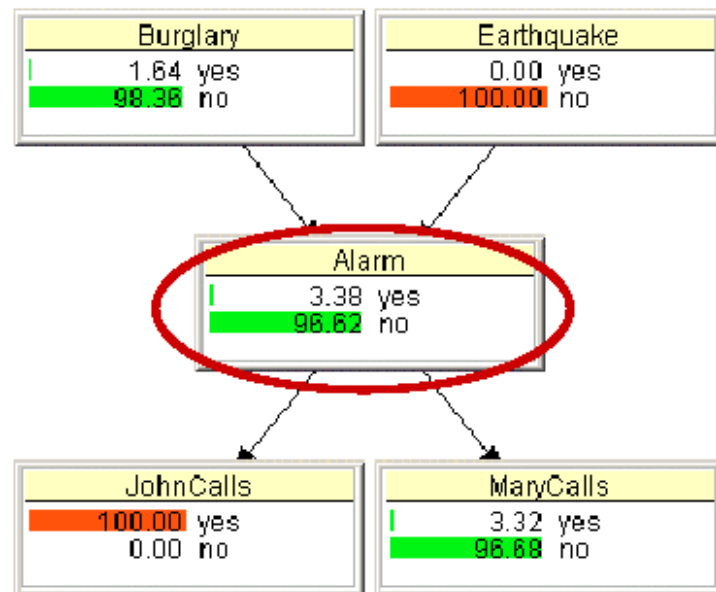 Burglary
1.64 yes
98.36 no
Earthquake
0.00 yes
100.00 no
Alarm
3.38 yes
96.62 no
JohnCalls
100.00 yes
0.00 no
MaryCalls
3.32 yes
96.68 no